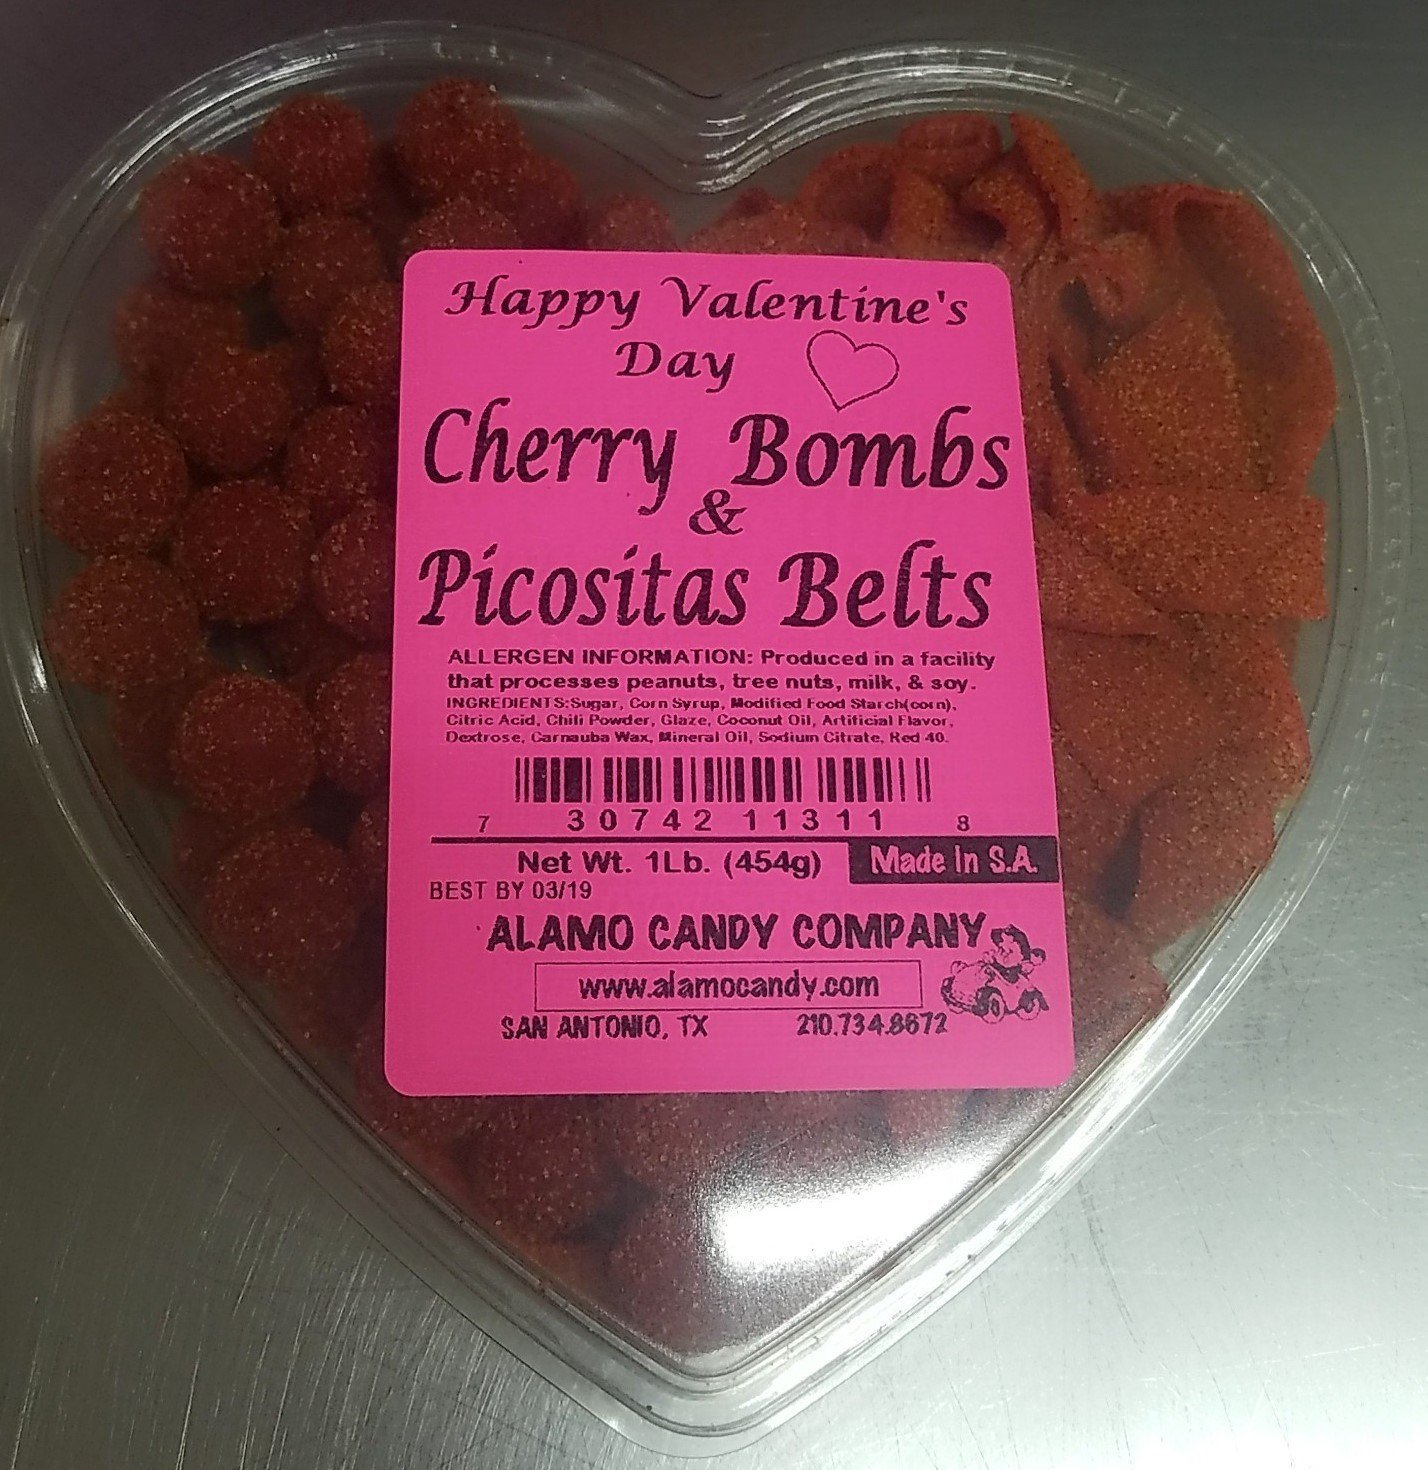 Happy Valentine's
Day
Cherry Bombs
&
Picositas Belts
ALLERGEN INFORMATION: Produced in a facility
that processes peanuts, tree nuts, milk, & soy.
INGREDIENTS:Sugar, Corn Syrup, Modified Food Starch(corn),
Citric Acid, Chili Powder, Glaze, Coconut Oil, Artificial Flavor,
Dextrose, Carnauba Wax, Mineral Oil, Sodium Citrate, Red 40.
7 30742 11311 8
Net Wt. 1Lb. (454g) Made in S.A.
BEST BY 03/19
ALAMO CANDY COMPANY
www.alamocandy.com
SAN ANTONIO, TX 210.734.8672